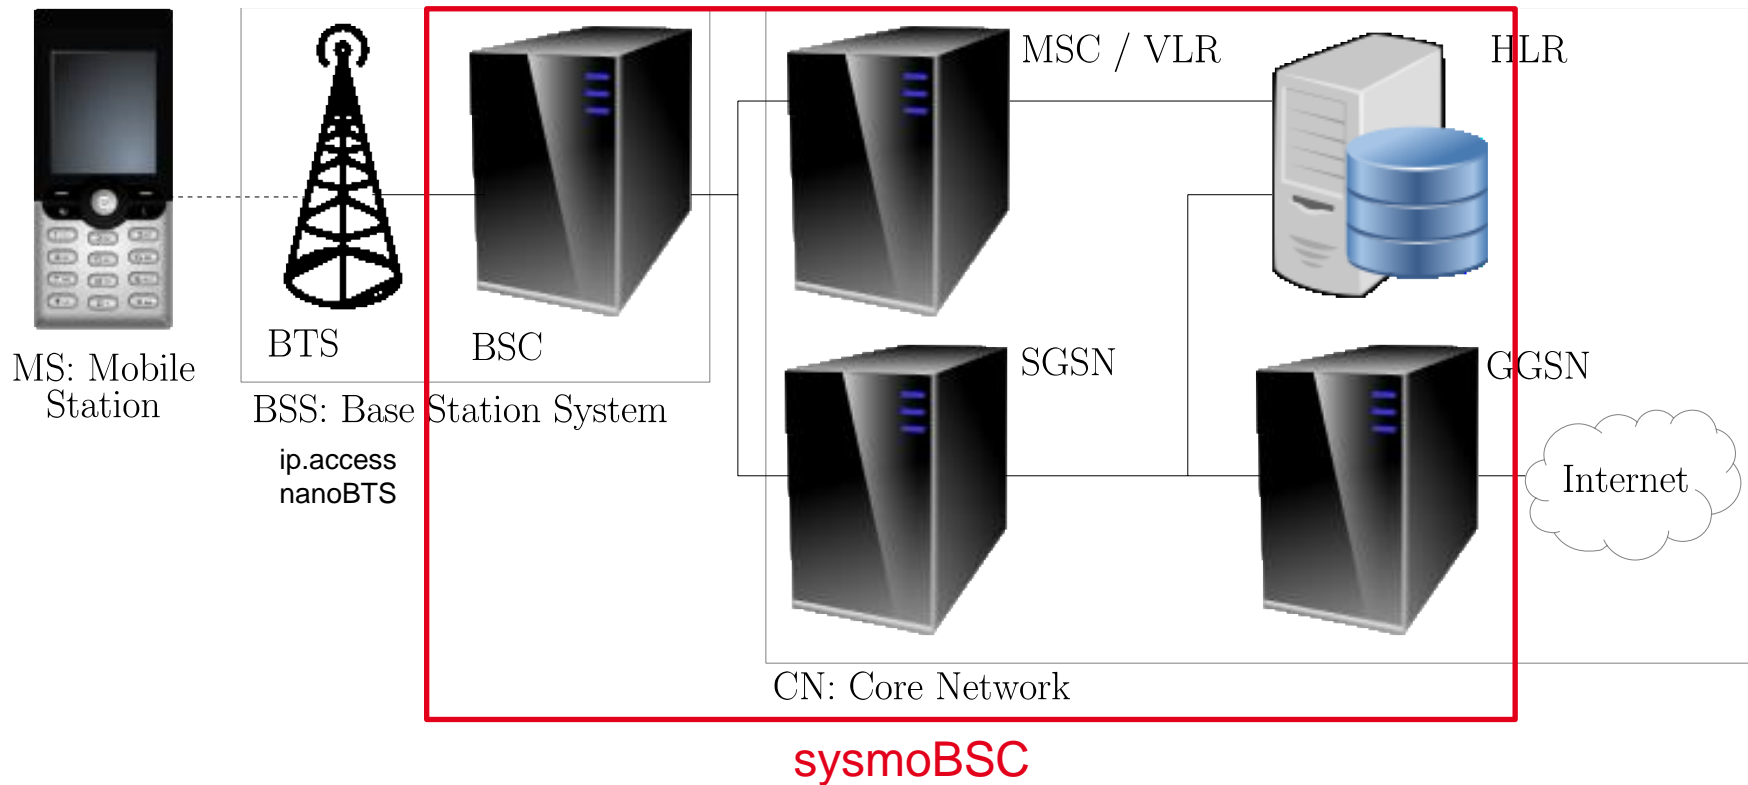 MSC / VLR
HLR
BTS
BSC
MS: Mobile
Station
SGSN
GGSN
BSS: Base Station System
ip.access
nanoBTS
Internet
CN: Core Network
sysmoBSC